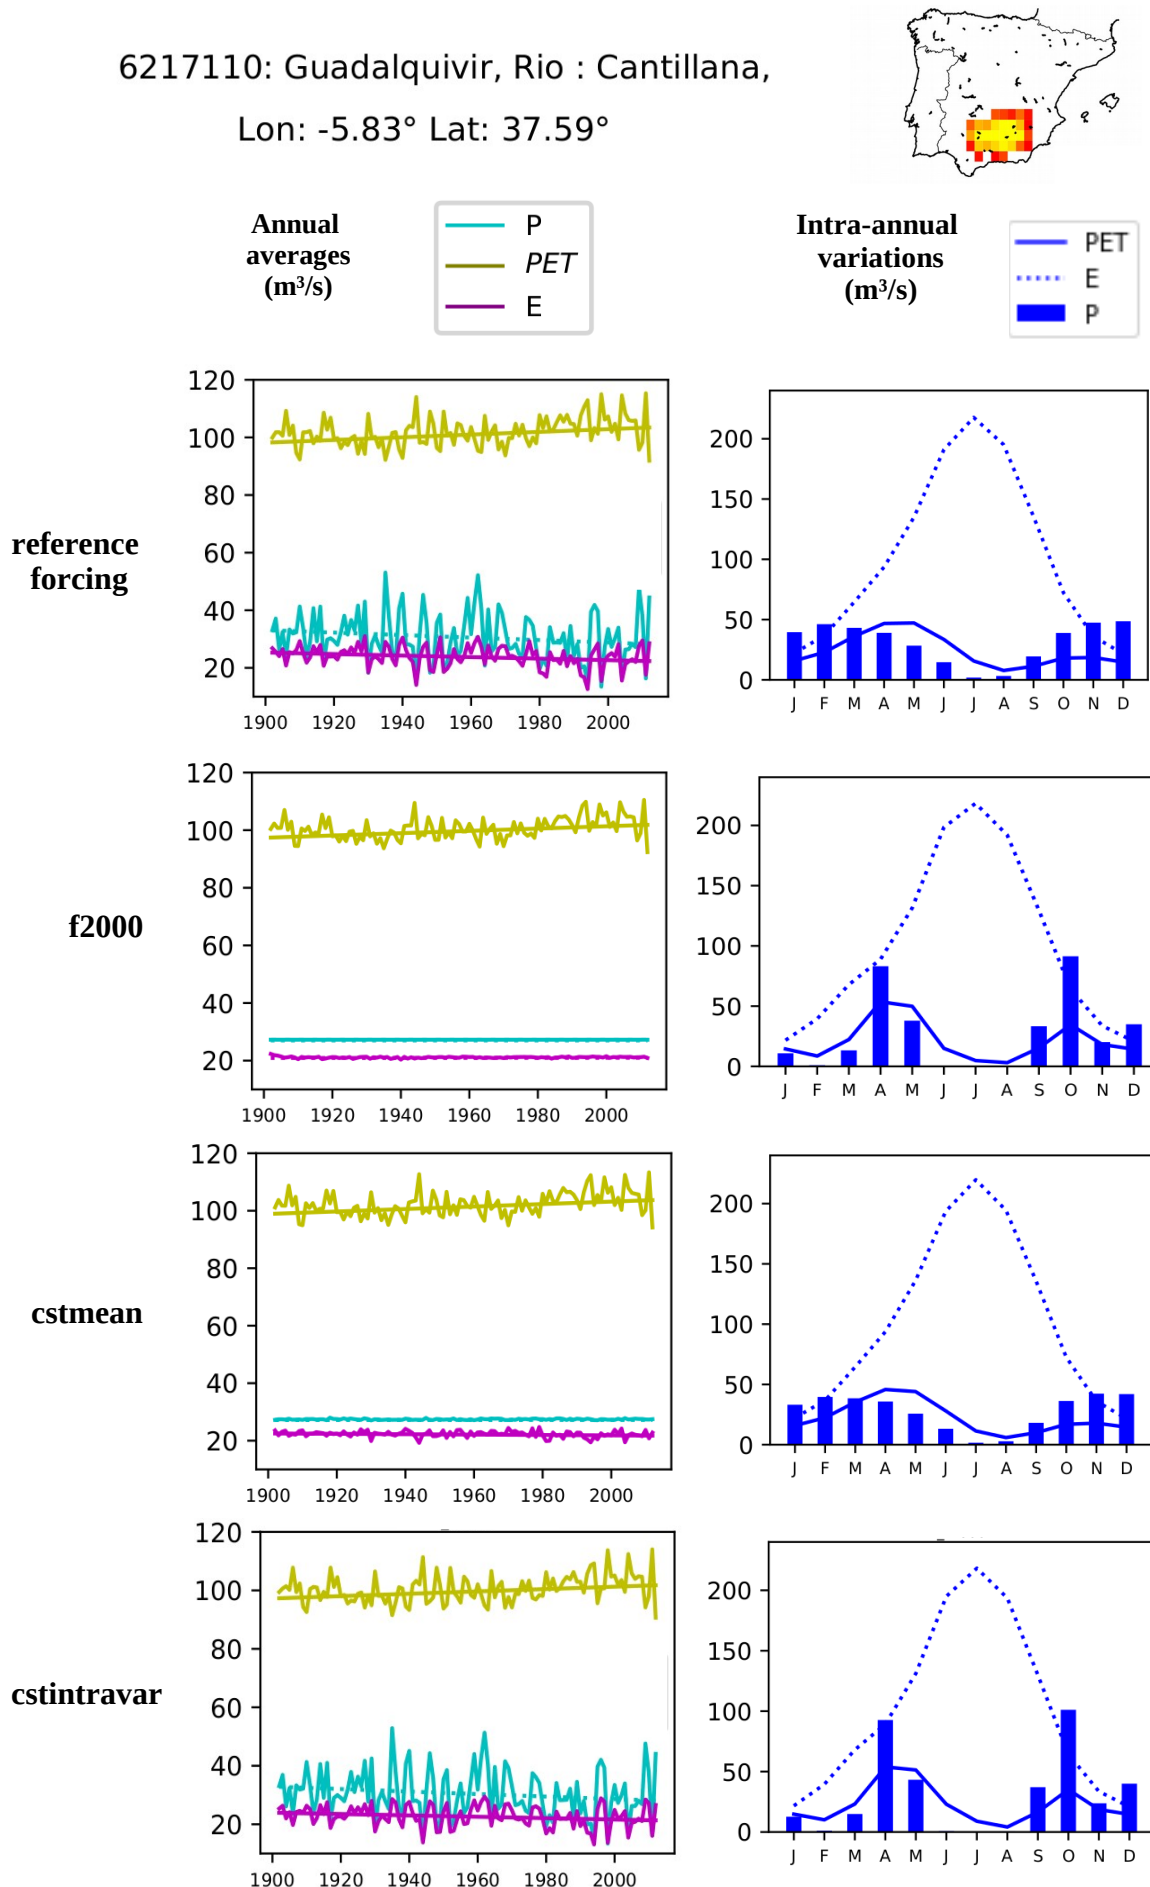 6217110: Guadalquivir, Rio : Cantillana,
Lon: -5.83° Lat: 37.59°
Annual
averages
(m³/s)
P
PET
E
Intra-annual
variations
(m³/s)
PET
E
P
reference
forcing
120
100
80
60
40
20
1900 1920 1940 1960 1980 2000
200
150
100
50
0
J F M A M J J A S O N D
f2000
120
100
80
60
40
20
1900 1920 1940 1960 1980 2000
200
150
100
50
0
J F M A M J J A S O N D
cstmean
120
100
80
60
40
20
1900 1920 1940 1960 1980 2000
200
150
100
50
0
J F M A M J J A S O N D
cstintravar
120
100
80
60
40
20
1900 1920 1940 1960 1980 2000
200
150
100
50
0
J F M A M J J A S O N D